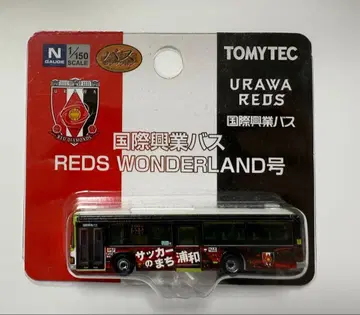 N
GAUGE
1/150
SCALE
バス
TOMYTEC
URAWA
REDS
国際興業バス
国際興業バス
REDS WONDERLAND号
サッカー
のまち 浦和